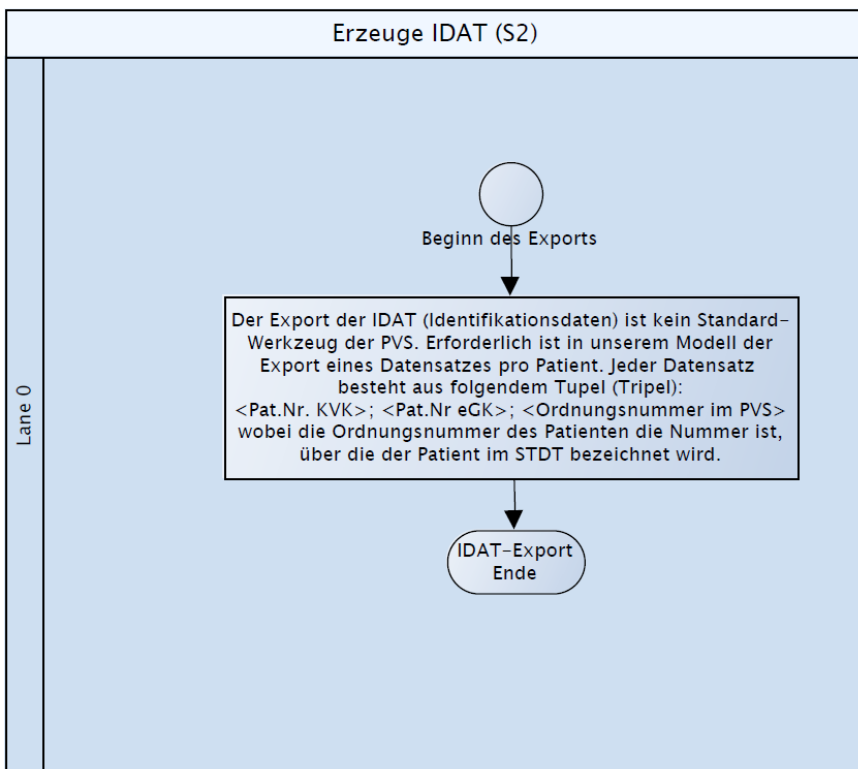 Erzeuge IDAT (S2)
Lane 0
Beginn des Exports
Der Export der IDAT (Identifikationsdaten) ist kein Standard-
Werkzeug der PVS. Erforderlich ist in unserem Modell der
Export eines Datensatzes pro Patient. Jeder Datensatz
besteht aus folgendem Tupel (Tripel):
<Pat.Nr. KVK>; <Pat.Nr eGK>; <Ordnungsnummer im PVS>
wobei die Ordnungsnummer des Patienten die Nummer ist,
über die der Patient im STDT bezeichnet wird.
IDAT-Export
Ende